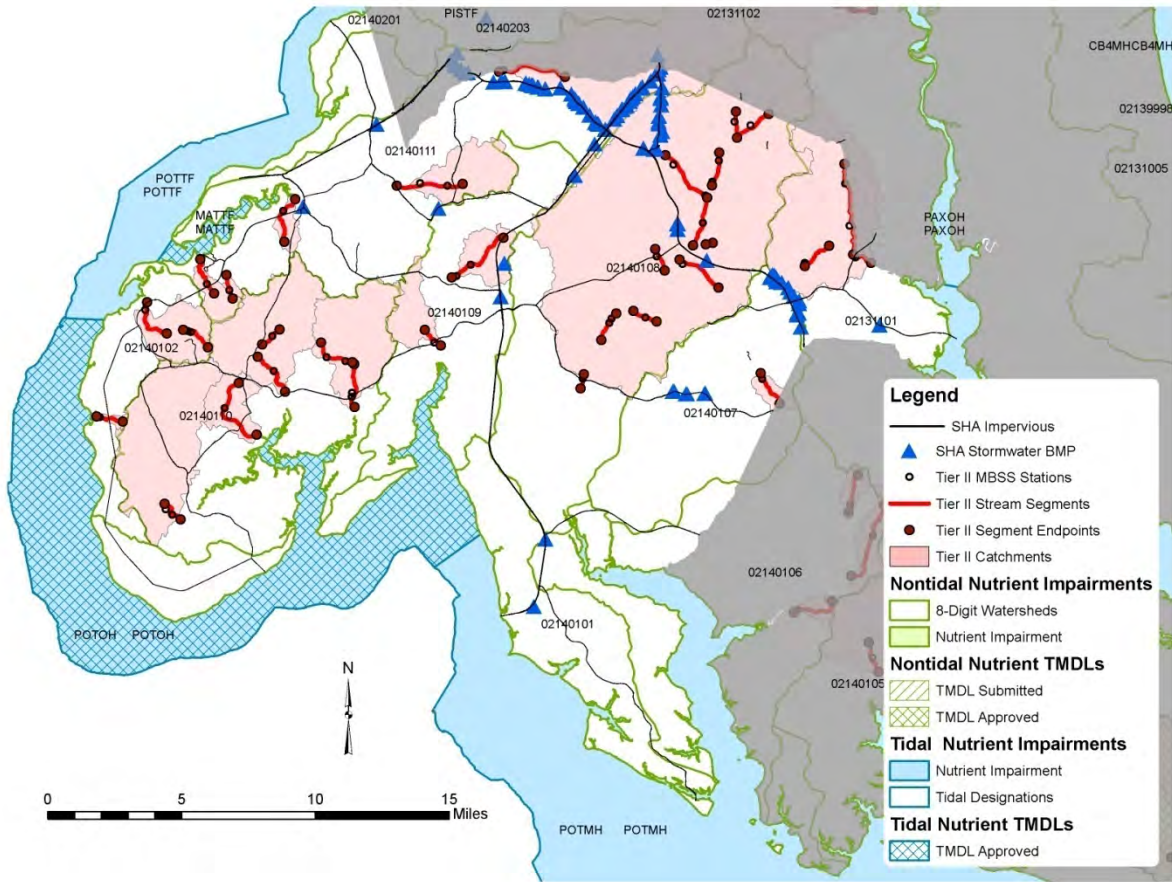 PISTF
02140201
02140203
02131102
CB4MHCB4MH
02139998
02140111
02131005
POTTF
POTTF
MATTF
MATTF
PAXOH
PAXOH
02140108
02140109
02131101
02140102
02140107
02140110
02140106
02140101
02140105
POTOH POTOH
POTMH POTMH
N
0 5 10 15
Miles
Legend
SHA Impervious
SHA Stormwater BMP
Tier II MBSS Stations
Tier II Stream Segments
Tier II Segment Endpoints
Tier II Catchments
Nontidal Nutrient Impairments
8-Digit Watersheds
Nutrient Impairment
Nontidal Nutrient TMDLs
TMDL Submitted
TMDL Approved
Tidal Nutrient Impairments
Nutrient Impairment
Tidal Designations
Tidal Nutrient TMDLs
TMDL Approved